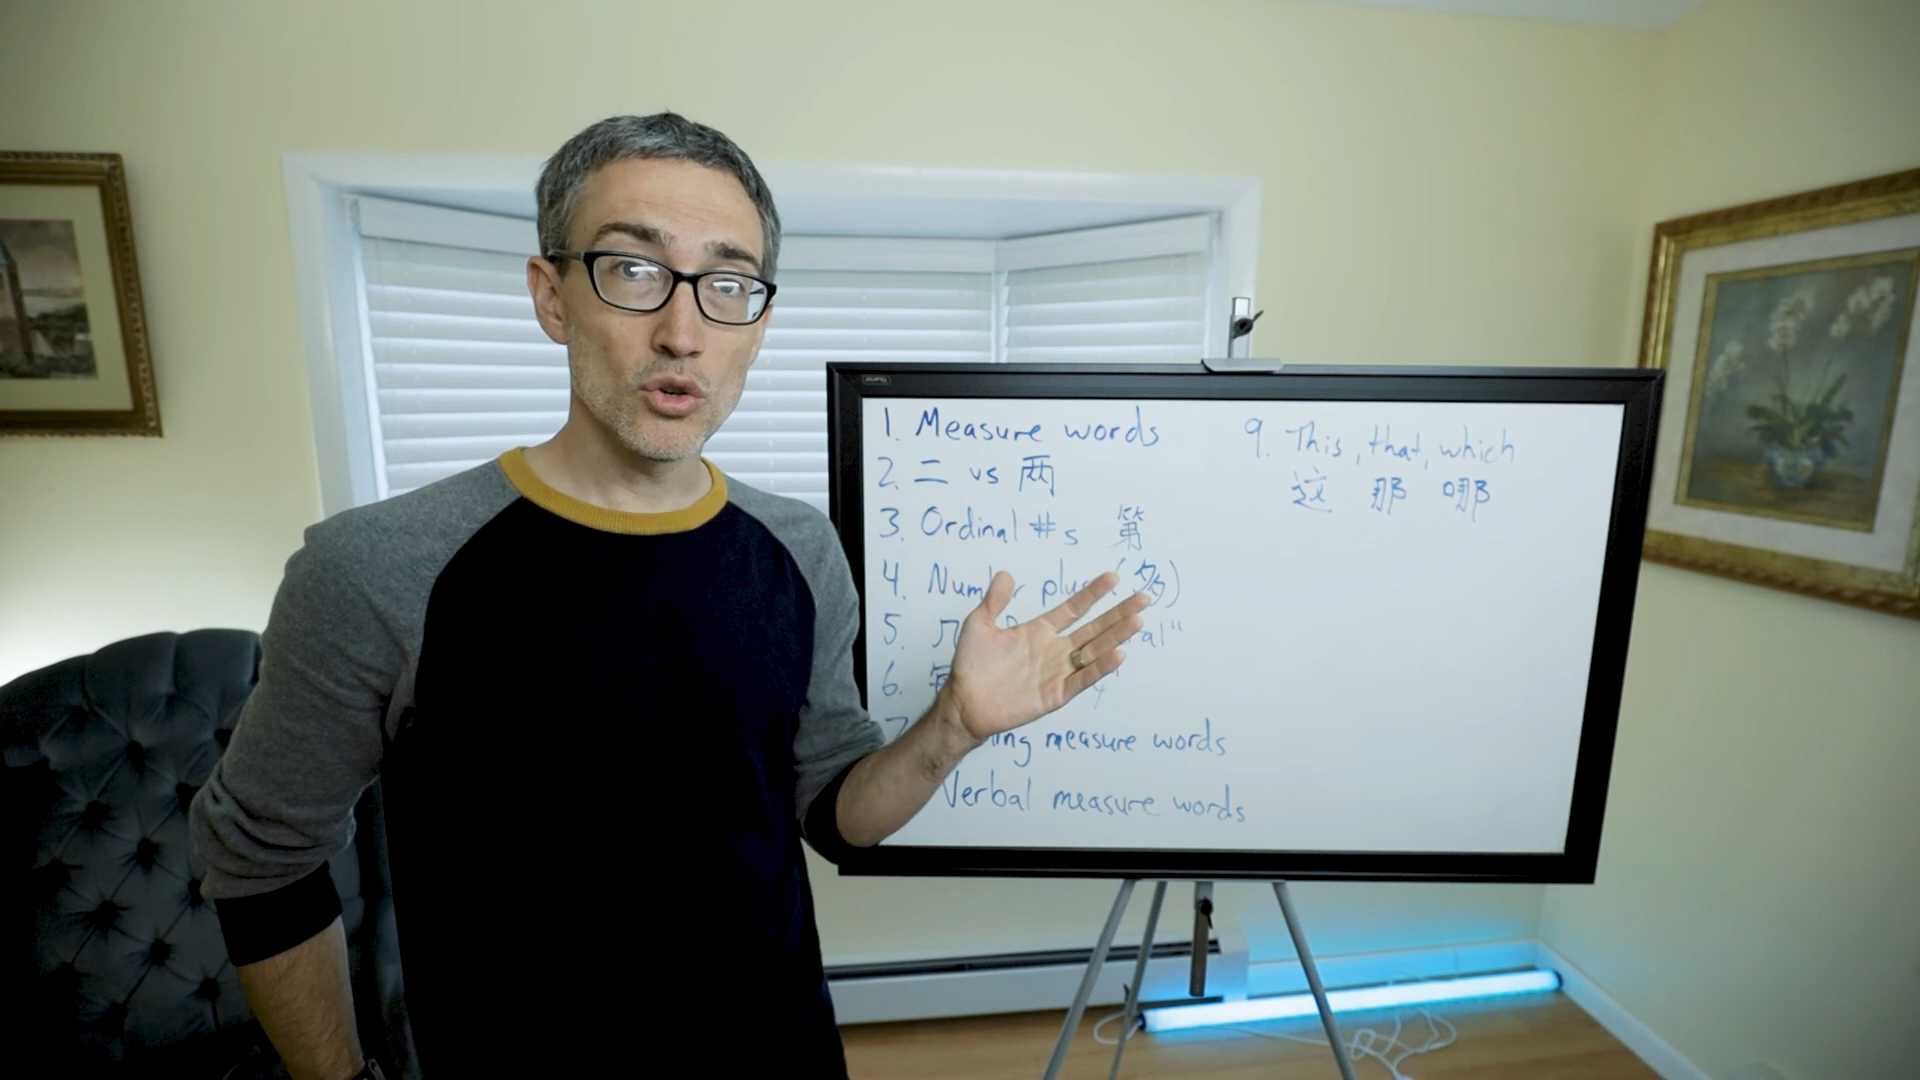 1. Measure words
2. 二 vs 两
3. Ordinal #s 第
4. plus (多)
5. 几
6.
measure words
Verbal measure words
9. This, that, which
这 那 哪